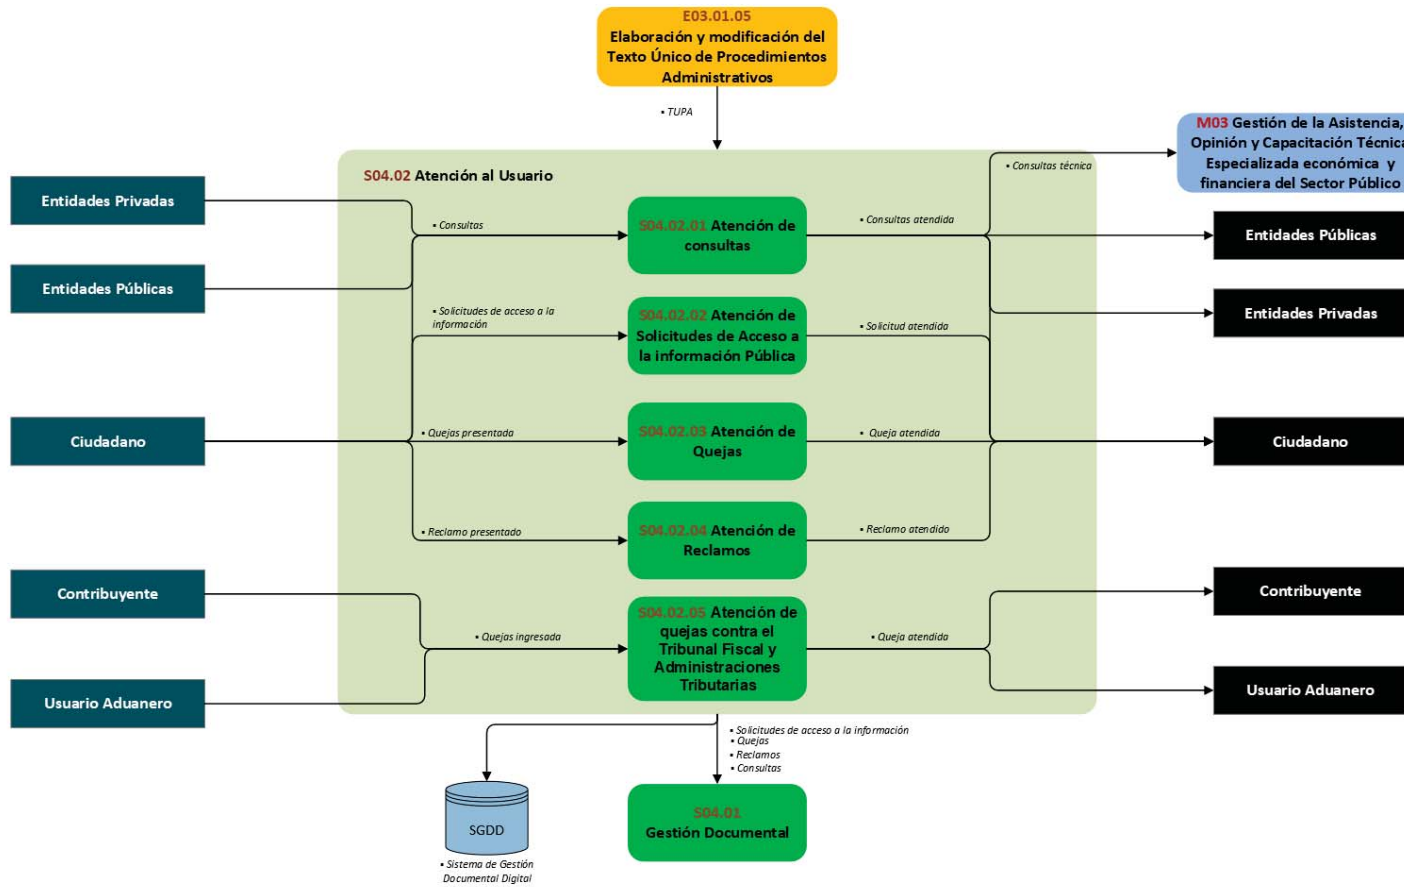 E03.01.05
Elaboración y modificación del
Texto Único de Procedimientos
Administrativos
▪ TUPA
M03 Gestión de la Asistencia,
Opinión y Capacitación Técnica
Especializada económica y
financiera del Sector Público
S04.02 Atención al Usuario
▪ Consultas técnica
Entidades Privadas
▪ Consultas
S04.02.01 Atención de
consultas
▪ Consultas atendida
Entidades Públicas
Entidades Públicas
▪ Solicitudes de acceso a la
información
S04.02.02 Atención de
Solicitudes de Acceso a
la información Pública
▪ Solicitud atendida
Entidades Privadas
Ciudadano
▪ Quejas presentada
S04.02.03 Atención de
Quejas
▪ Queja atendida
Ciudadano
▪ Reclamo presentado
S04.02.04 Atención de
Reclamos
▪ Reclamo atendido
Contribuyente
▪ Quejas ingresada
S04.02.05 Atención de
quejas contra el
Tribunal Fiscal y
Administraciones
Tributarias
▪ Queja atendida
Contribuyente
Usuario Aduanero
Usuario Aduanero
▪ Solicitudes de acceso a la información
▪ Quejas
▪ Reclamos
▪ Consultas
SGDD
▪ Sistema de Gestión
Documental Digital
S04.01
Gestión Documental